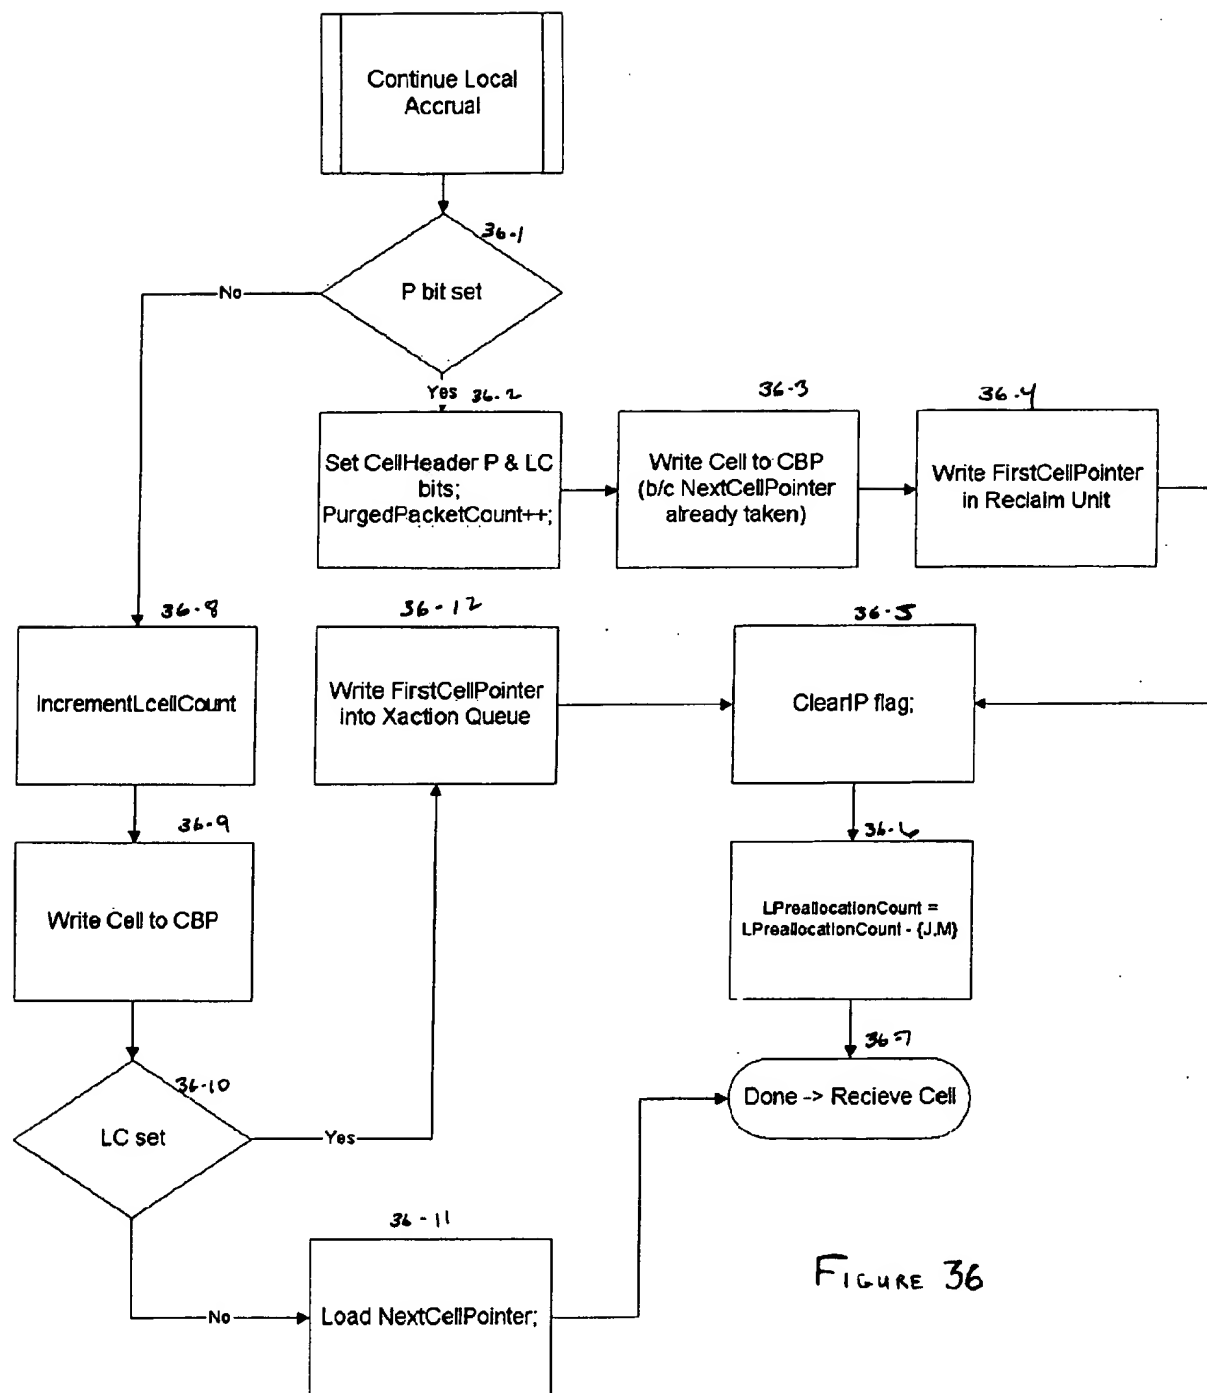 Continue Local
Accrual
36-1
P bit set
No
Yes
36-2
Set CellHeader P & LC
bits;
PurgedPacketCount++;
36-3
Write Cell to CBP
(b/c NextCellPointer
already taken)
36-4
Write FirstCellPointer
in Reclaim Unit
36-8
IncrementLcellCount
36-12
Write FirstCellPointer
into Xaction Queue
36-5
ClearIP flag;
36-9
Write Cell to CBP
36-6
LPreallocationCount =
LPreallocationCount - {J,M}
36-7
Done -> Recieve Cell
36-10
LC set
Yes
No
36-11
Load NextCellPointer;
FIGURE 36